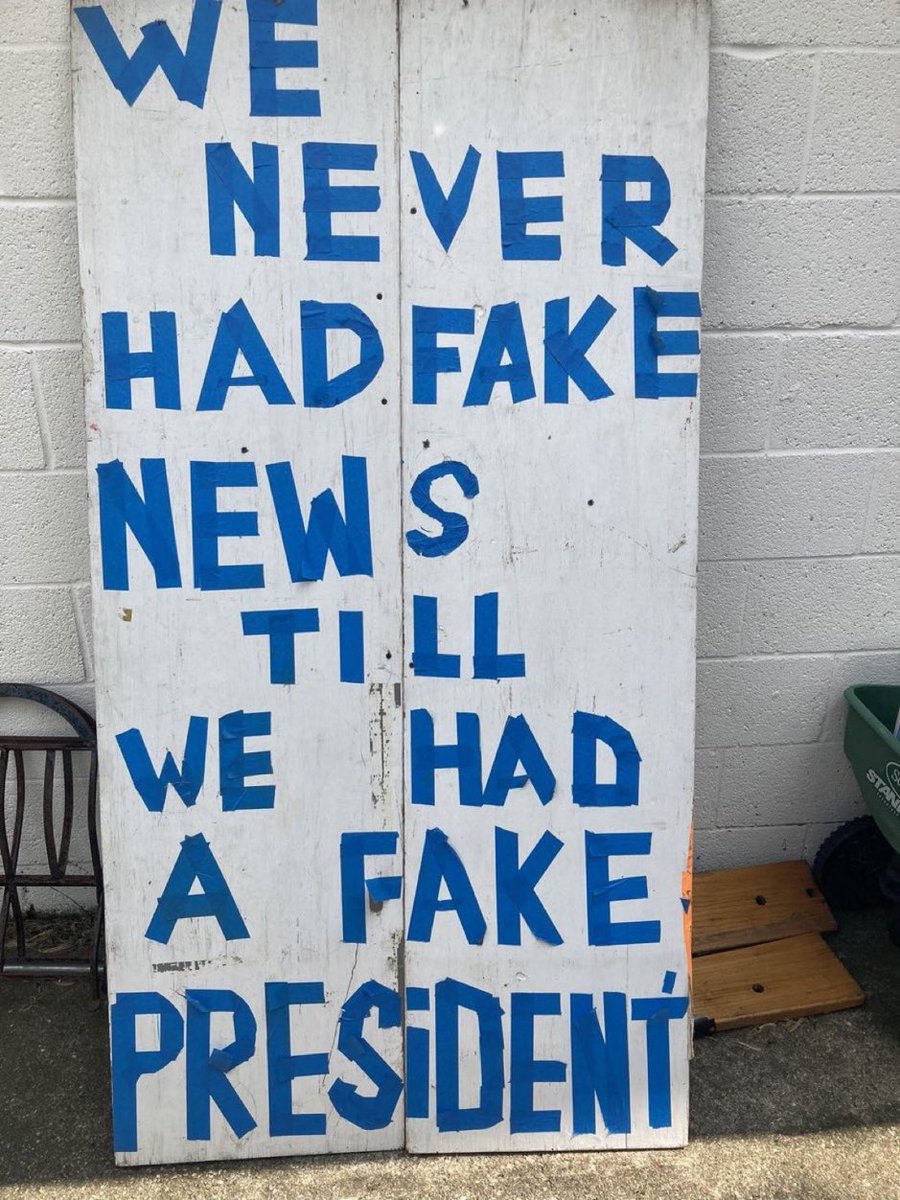 WE
NEVER
HAD FAKE
NEWS
TILL
WE HAD
A FAKE
PRESiDENT